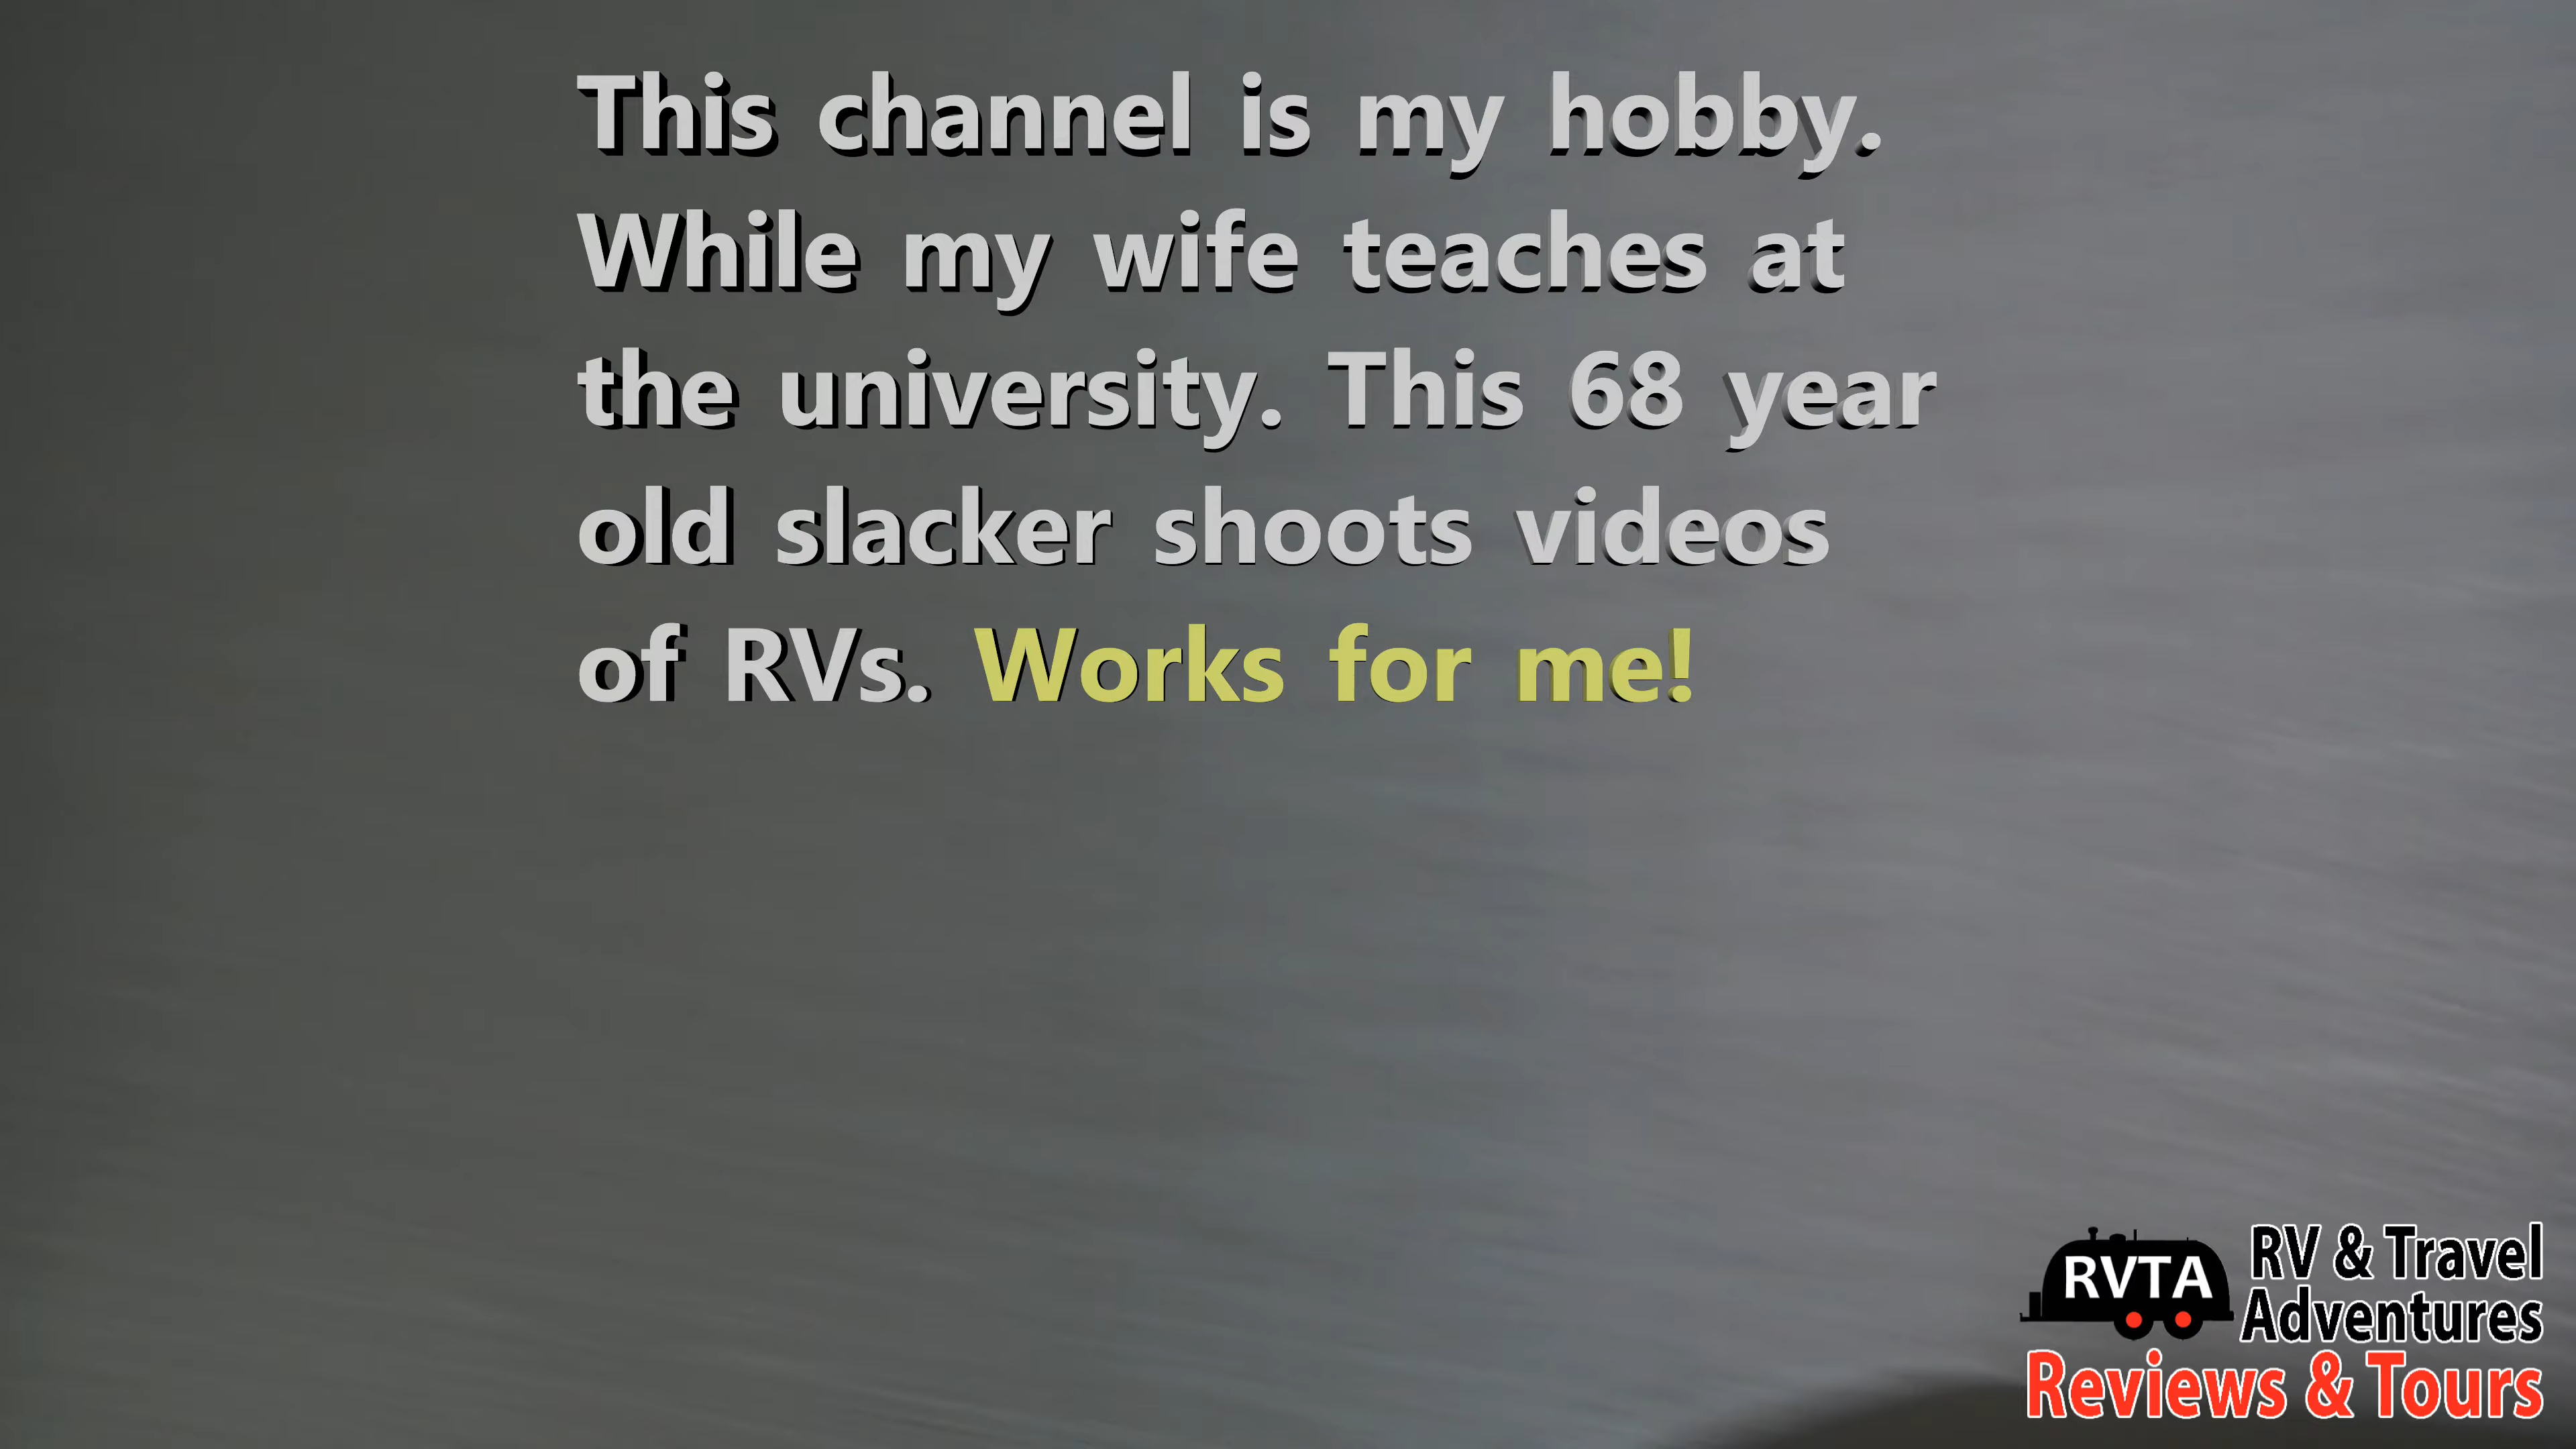 This channel is my hobby.
While my wife teaches at
the university. This 68 year
old slacker shoots videos
of RVs. Works for me!
RVTA
RV & Travel
Adventures
Reviews & Tours